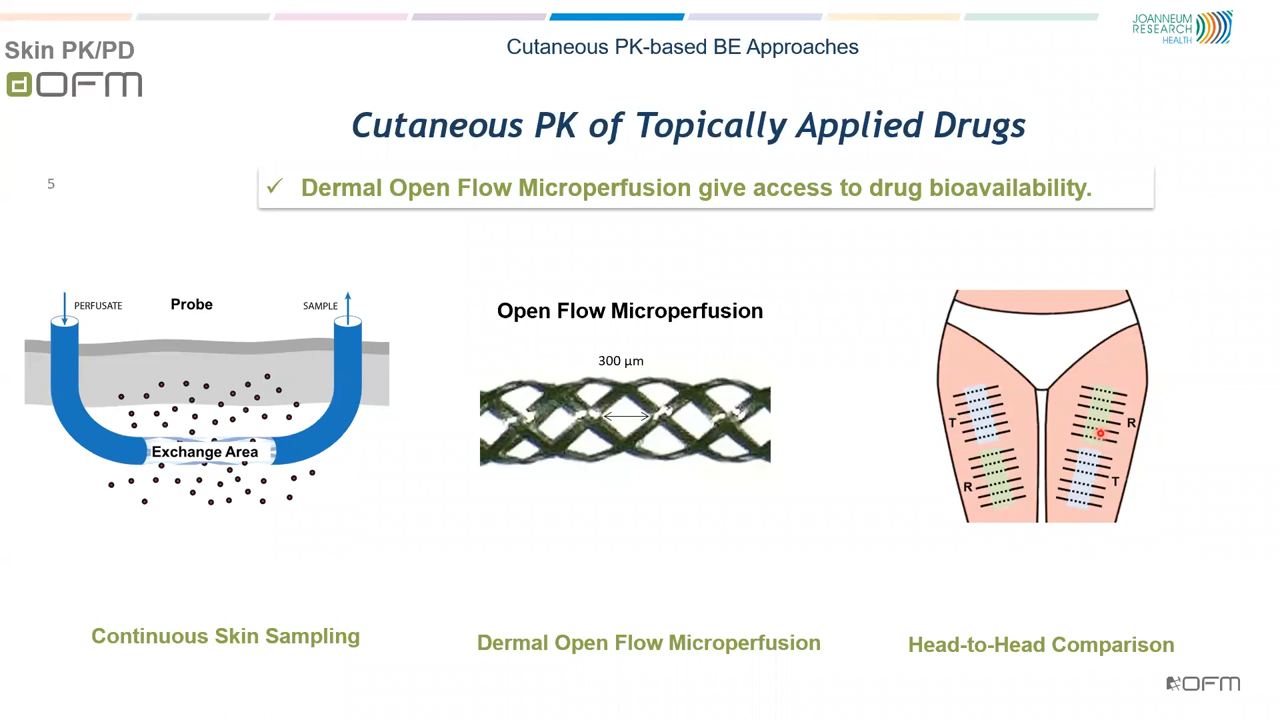 JOANNEUM
RESEARCH
HEALTH
Skin PK/PD
dOFM
Cutaneous PK-based BE Approaches
Cutaneous PK of Topically Applied Drugs
5
✓ Dermal Open Flow Microperfusion give access to drug bioavailability.
PERFUSATE
Probe
SAMPLE
Exchange Area
Open Flow Microperfusion
300 µm
T
R
R
T
Continuous Skin Sampling
Dermal Open Flow Microperfusion
Head-to-Head Comparison
OFM